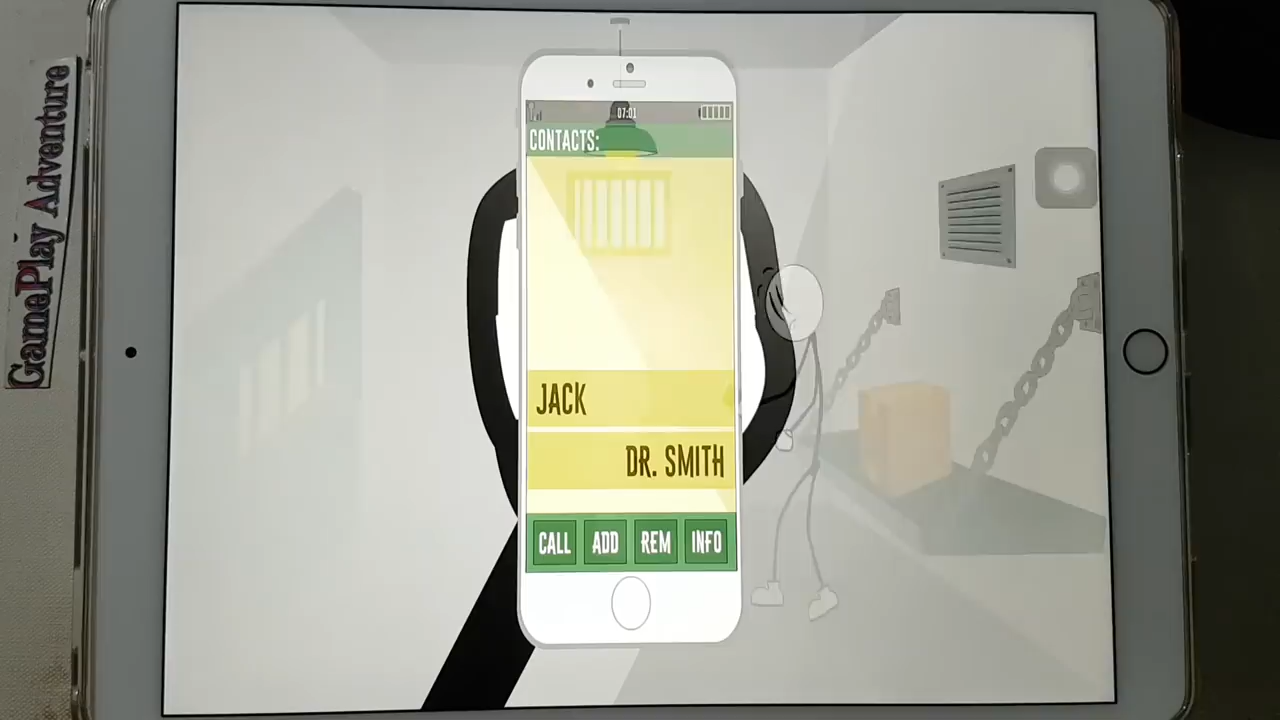 GamePlay Adventure
07:01
CONTACTS:
JACK
DR. SMITH
CALL ADD REM INFO